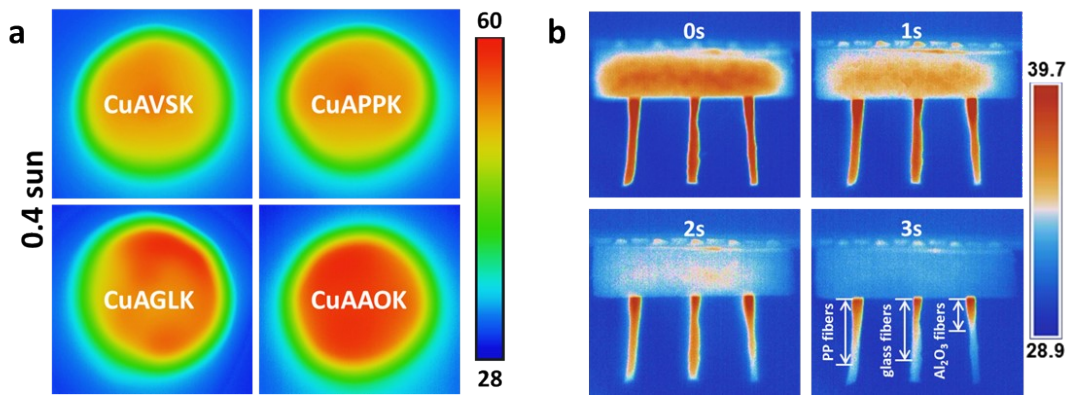 a
0.4 sun
CuAVSK
CuAPPK
CuAGLK
CuAAOK
60
28
b
0s
1s
2s
3s
PP fibers
glass fibers
Al₂O₃ fibers
39.7
28.9